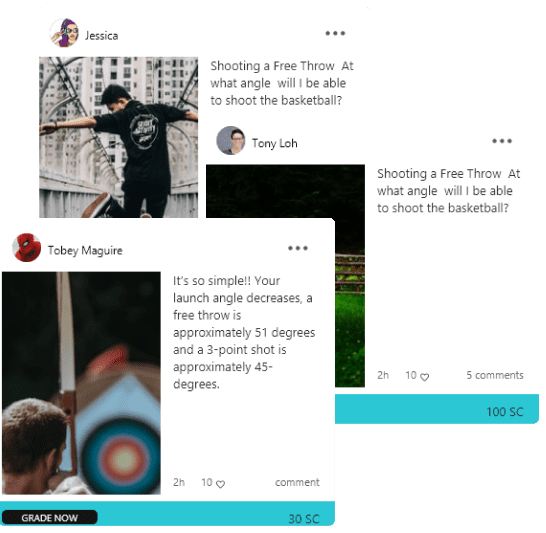 Jessica
Shooting a Free Throw At
what angle will I be able
to shoot the basketball?
Tony Loh
Shooting a Free Throw At
what angle will I be able
to shoot the basketball?
2h 10 5 comments
100 SC
Tobey Maguire
It's so simple!! Your
launch angle decreases, a
free throw is
approximately 51 degrees
and a 3-point shot is
approximately 45-
degrees.
2h 10 comment
GRADE NOW 30 SC